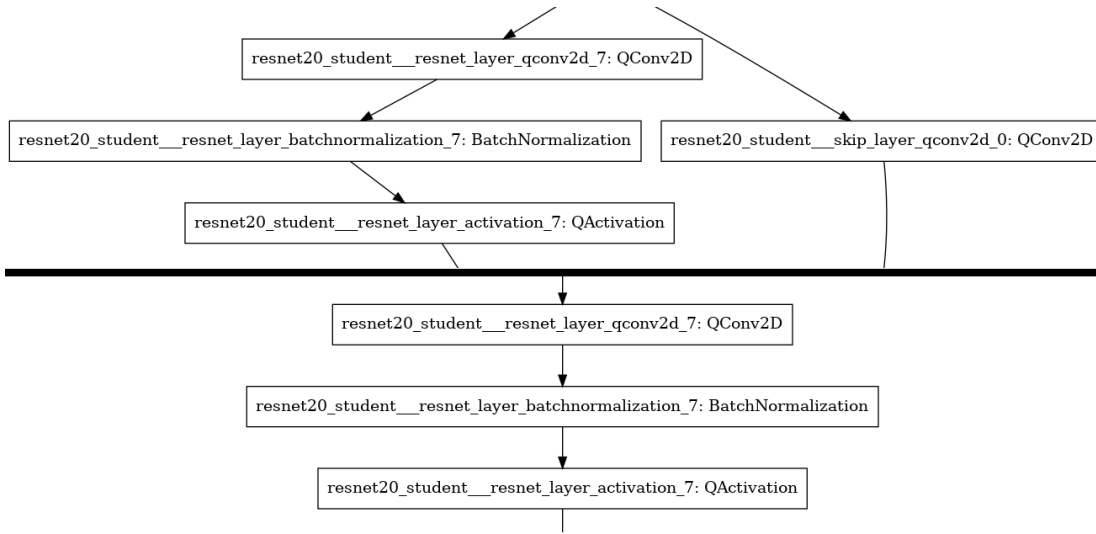 resnet20_student___resnet_layer_qconv2d_7: QConv2D
resnet20_student___resnet_layer_batchnormalization_7: BatchNormalization
resnet20_student___skip_layer_qconv2d_0: QConv2D
resnet20_student___resnet_layer_activation_7: QActivation
resnet20_student___resnet_layer_qconv2d_7: QConv2D
resnet20_student___resnet_layer_batchnormalization_7: BatchNormalization
resnet20_student___resnet_layer_activation_7: QActivation